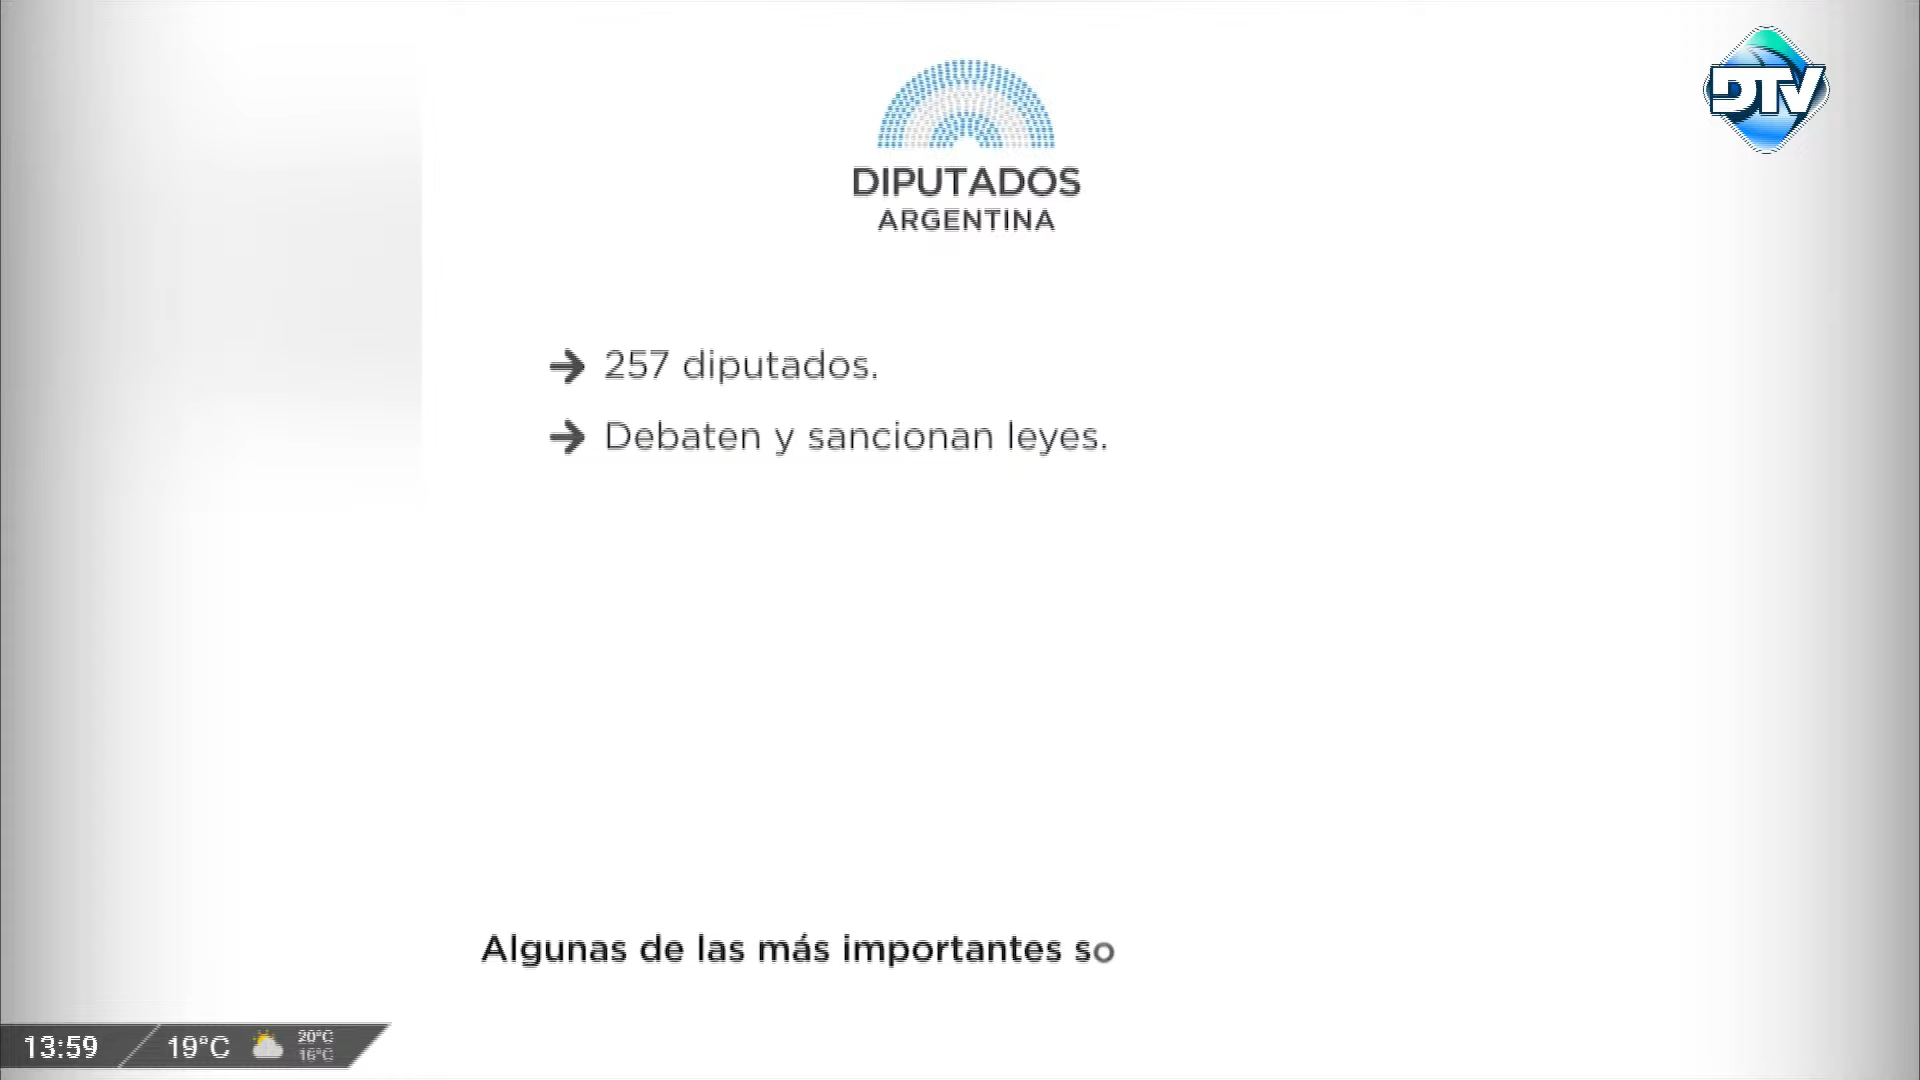 DTV
DIPUTADOS
ARGENTINA
257 diputados.
Debaten y sancionan leyes.
Algunas de las más importantes so
13:59 19°C 20°C
16°C